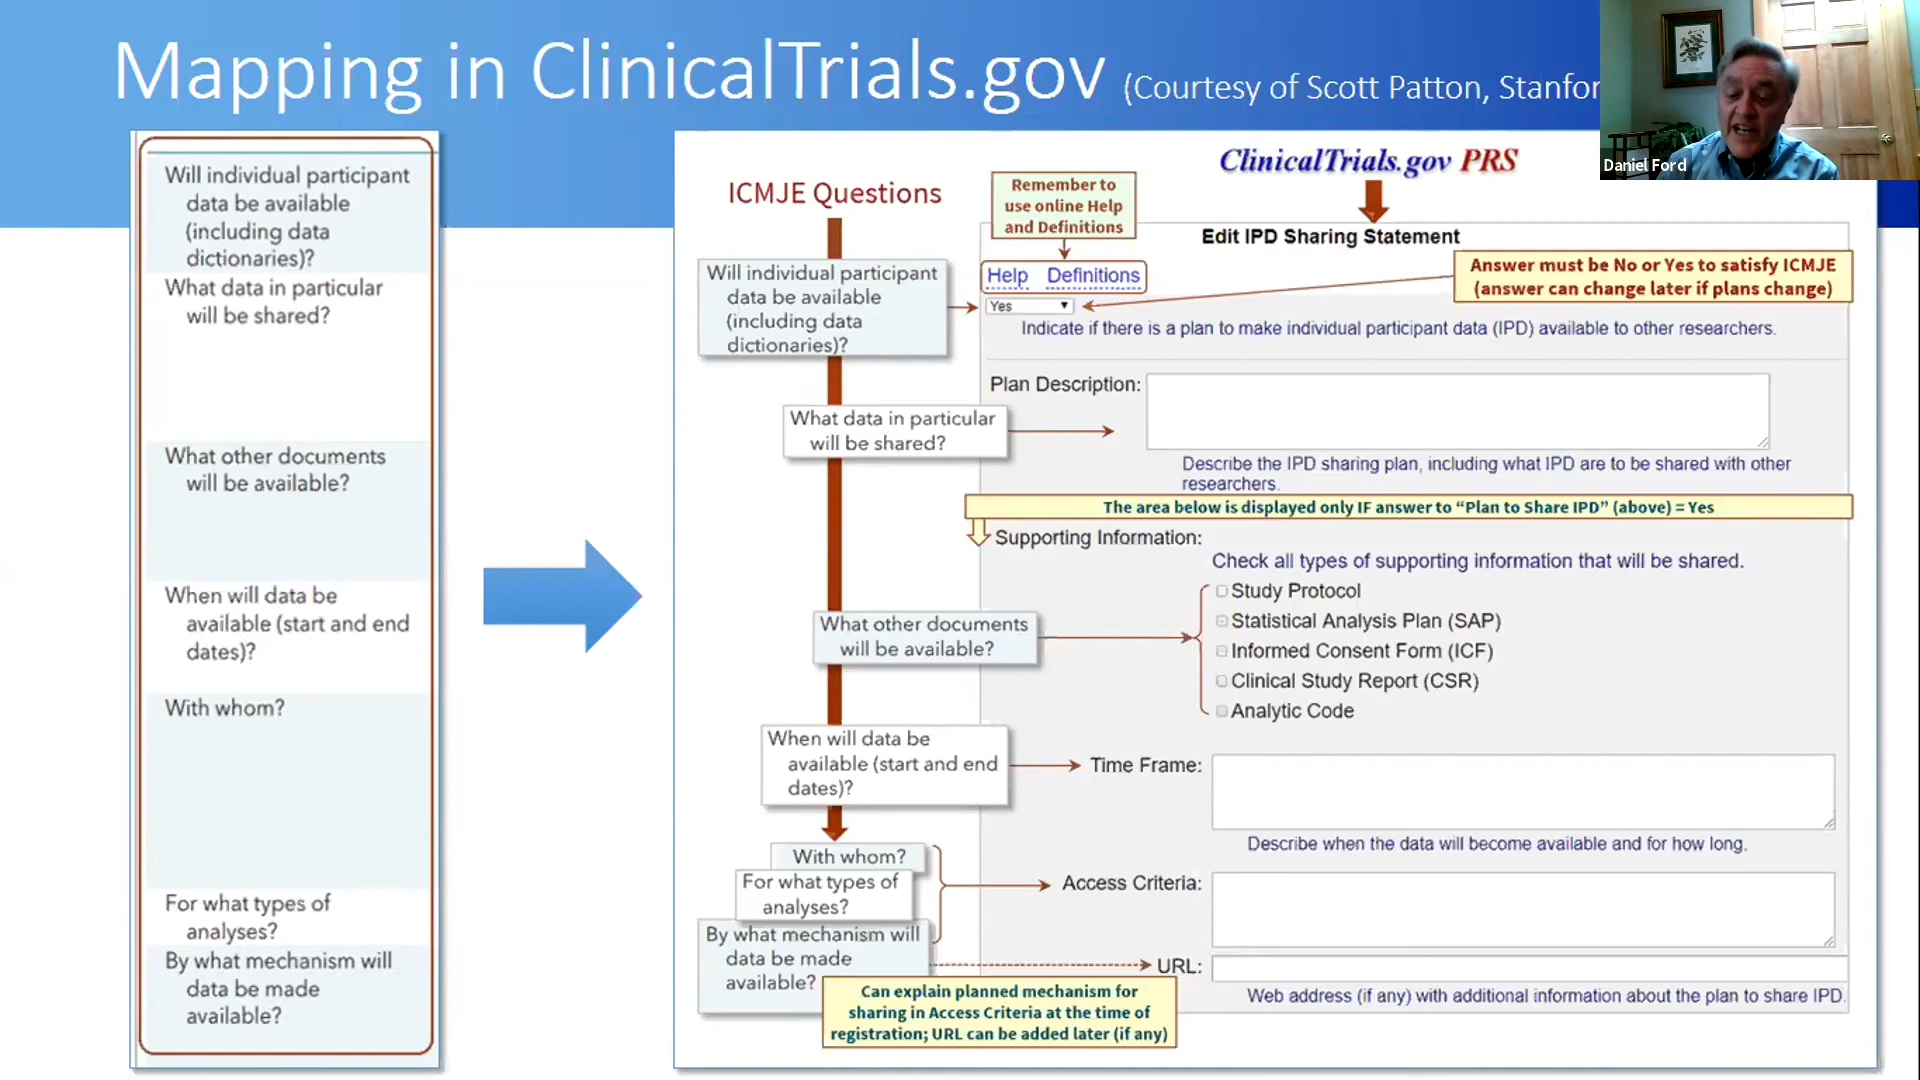 Mapping in ClinicalTrials.gov (Courtesy of Scott Patton, Stanfor
Daniel Ford
Will individual participant
data be available
(including data
dictionaries)?
What data in particular
will be shared?
What other documents
will be available?
When will data be
available (start and end
dates)?
With whom?
For what types of
analyses?
By what mechanism will
data be made
available?
ICMJE Questions
Will individual participant
data be available
(including data
dictionaries)?
What data in particular
will be shared?
What other documents
will be available?
When will data be
available (start and end
dates)?
With whom?
For what types of
analyses?
By what mechanism will
data be made
available?
ClinicalTrials.gov PRS
Remember to
use online Help
and Definitions
Edit IPD Sharing Statement
Help Definitions
Answer must be No or Yes to satisfy ICMJE
(answer can change later if plans change)
Yes
Indicate if there is a plan to make individual participant data (IPD) available to other researchers.
Plan Description:
Describe the IPD sharing plan, including what IPD are to be shared with other
researchers.
The area below is displayed only IF answer to “Plan to Share IPD” (above) = Yes
Supporting Information:
Check all types of supporting information that will be shared.
Study Protocol
Statistical Analysis Plan (SAP)
Informed Consent Form (ICF)
Clinical Study Report (CSR)
Analytic Code
Time Frame:
Describe when the data will become available and for how long.
Access Criteria:
URL:
Web address (if any) with additional information about the plan to share IPD.
Can explain planned mechanism for
sharing in Access Criteria at the time of
registration; URL can be added later (if any)